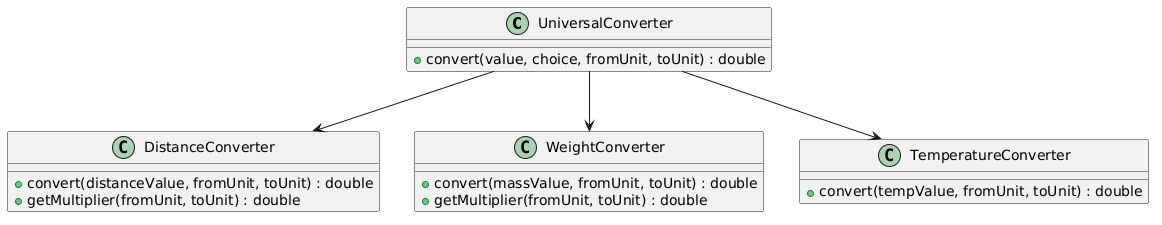 C UniversalConverter
convert(value, choice, fromUnit, toUnit) : double
C DistanceConverter
convert(distanceValue, fromUnit, toUnit) : double
getMultiplier(fromUnit, toUnit) : double
C WeightConverter
convert(massValue, fromUnit, toUnit) : double
getMultiplier(fromUnit, toUnit) : double
C TemperatureConverter
convert(tempValue, fromUnit, toUnit) : double